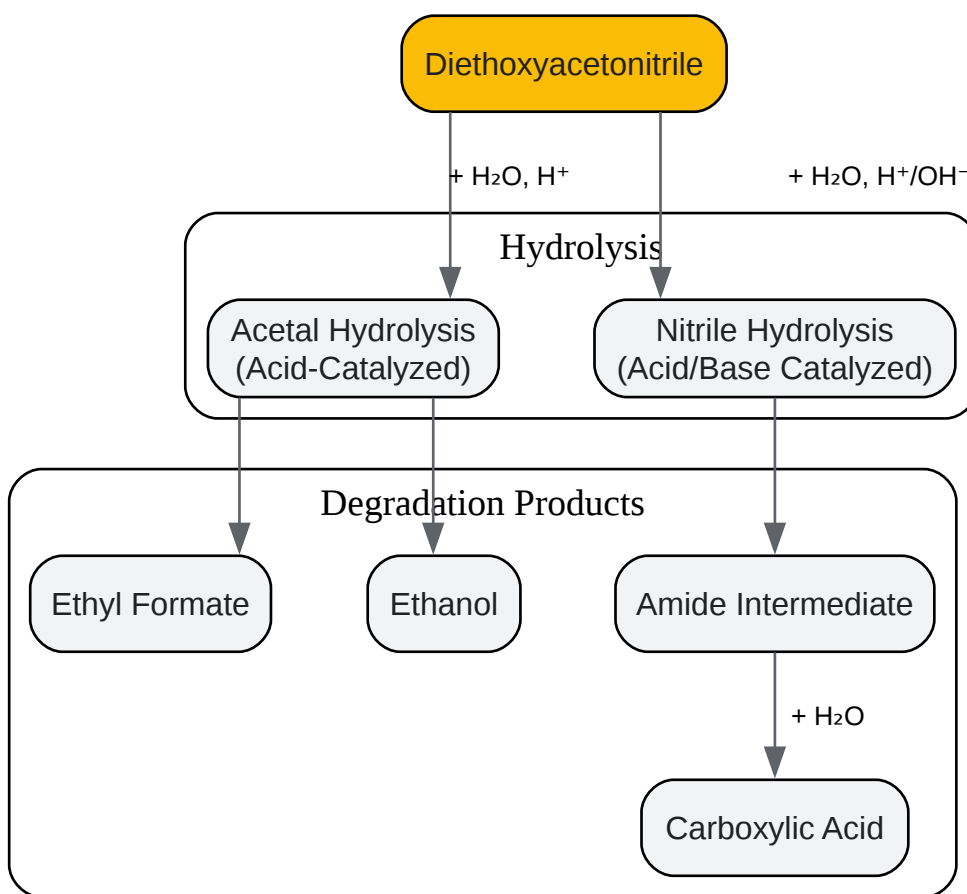 Diethoxyacetonitrile
+ H₂O, H⁺
+ H₂O, H⁺/OH⁻
Hydrolysis
Acetal Hydrolysis
(Acid-Catalyzed)
Nitrile Hydrolysis
(Acid/Base Catalyzed)
Degradation Products
Ethyl Formate
Ethanol
Amide Intermediate
+ H₂O
Carboxylic Acid